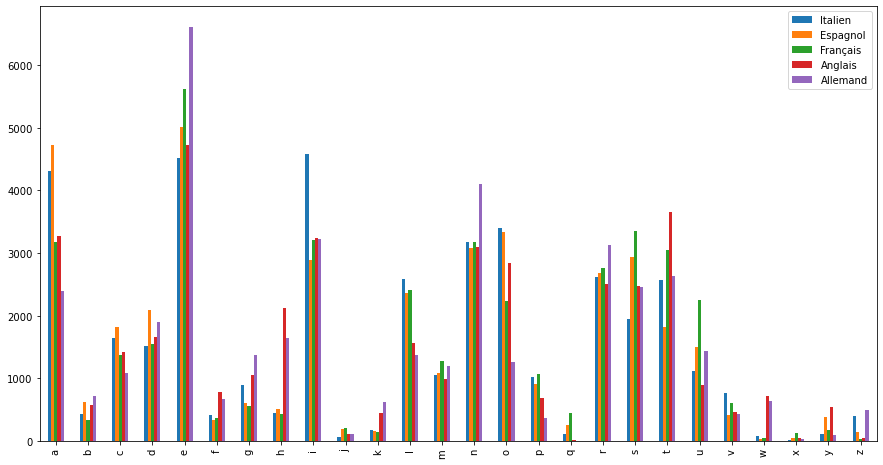 Italien
Espagnol
Français
Anglais
Allemand
6000
5000
4000
3000
2000
1000
0
a b c d e f g h i j k l m n o p q r s t u v w x y z